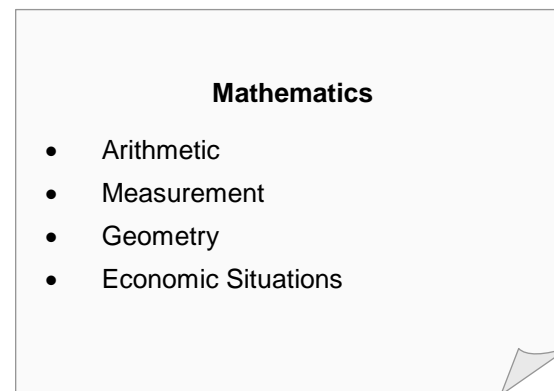 Mathematics
• Arithmetic
• Measurement
• Geometry
• Economic Situations